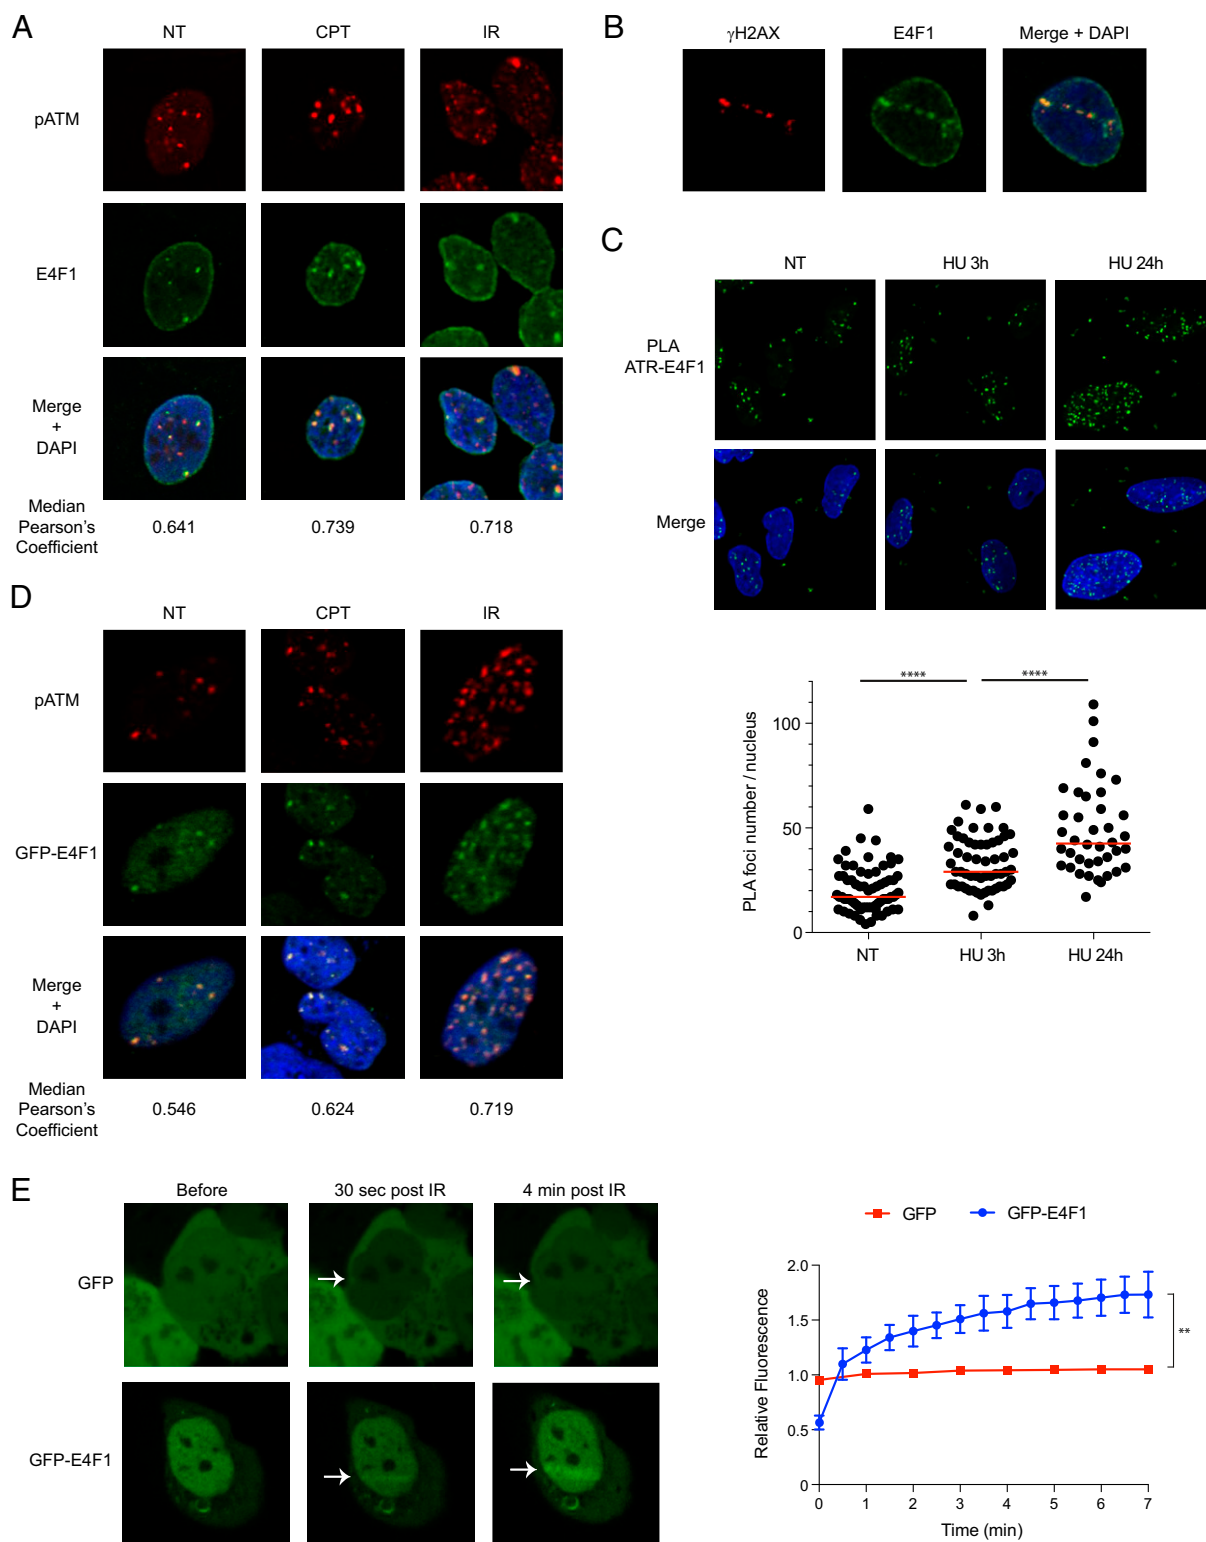 A
NT CPT IR
pATM
E4F1
Merge
+
DAPI
Median
Pearson's
Coefficient
0.641 0.739 0.718
B
γH2AX E4F1 Merge + DAPI
C
NT HU 3h HU 24h
PLA
ATR-E4F1
Merge
**** ****
PLA foci number / nucleus
100
50
0
NT HU 3h HU 24h
D
NT CPT IR
pATM
GFP-E4F1
Merge
+
DAPI
Median
Pearson's
Coefficient
0.546 0.624 0.719
E
Before 30 sec post IR 4 min post IR
GFP
GFP-E4F1
GFP GFP-E4F1
Relative Fluorescence
2.0
1.5
1.0
0.5
0
**
0 1 2 3 4 5 6 7
Time (min)